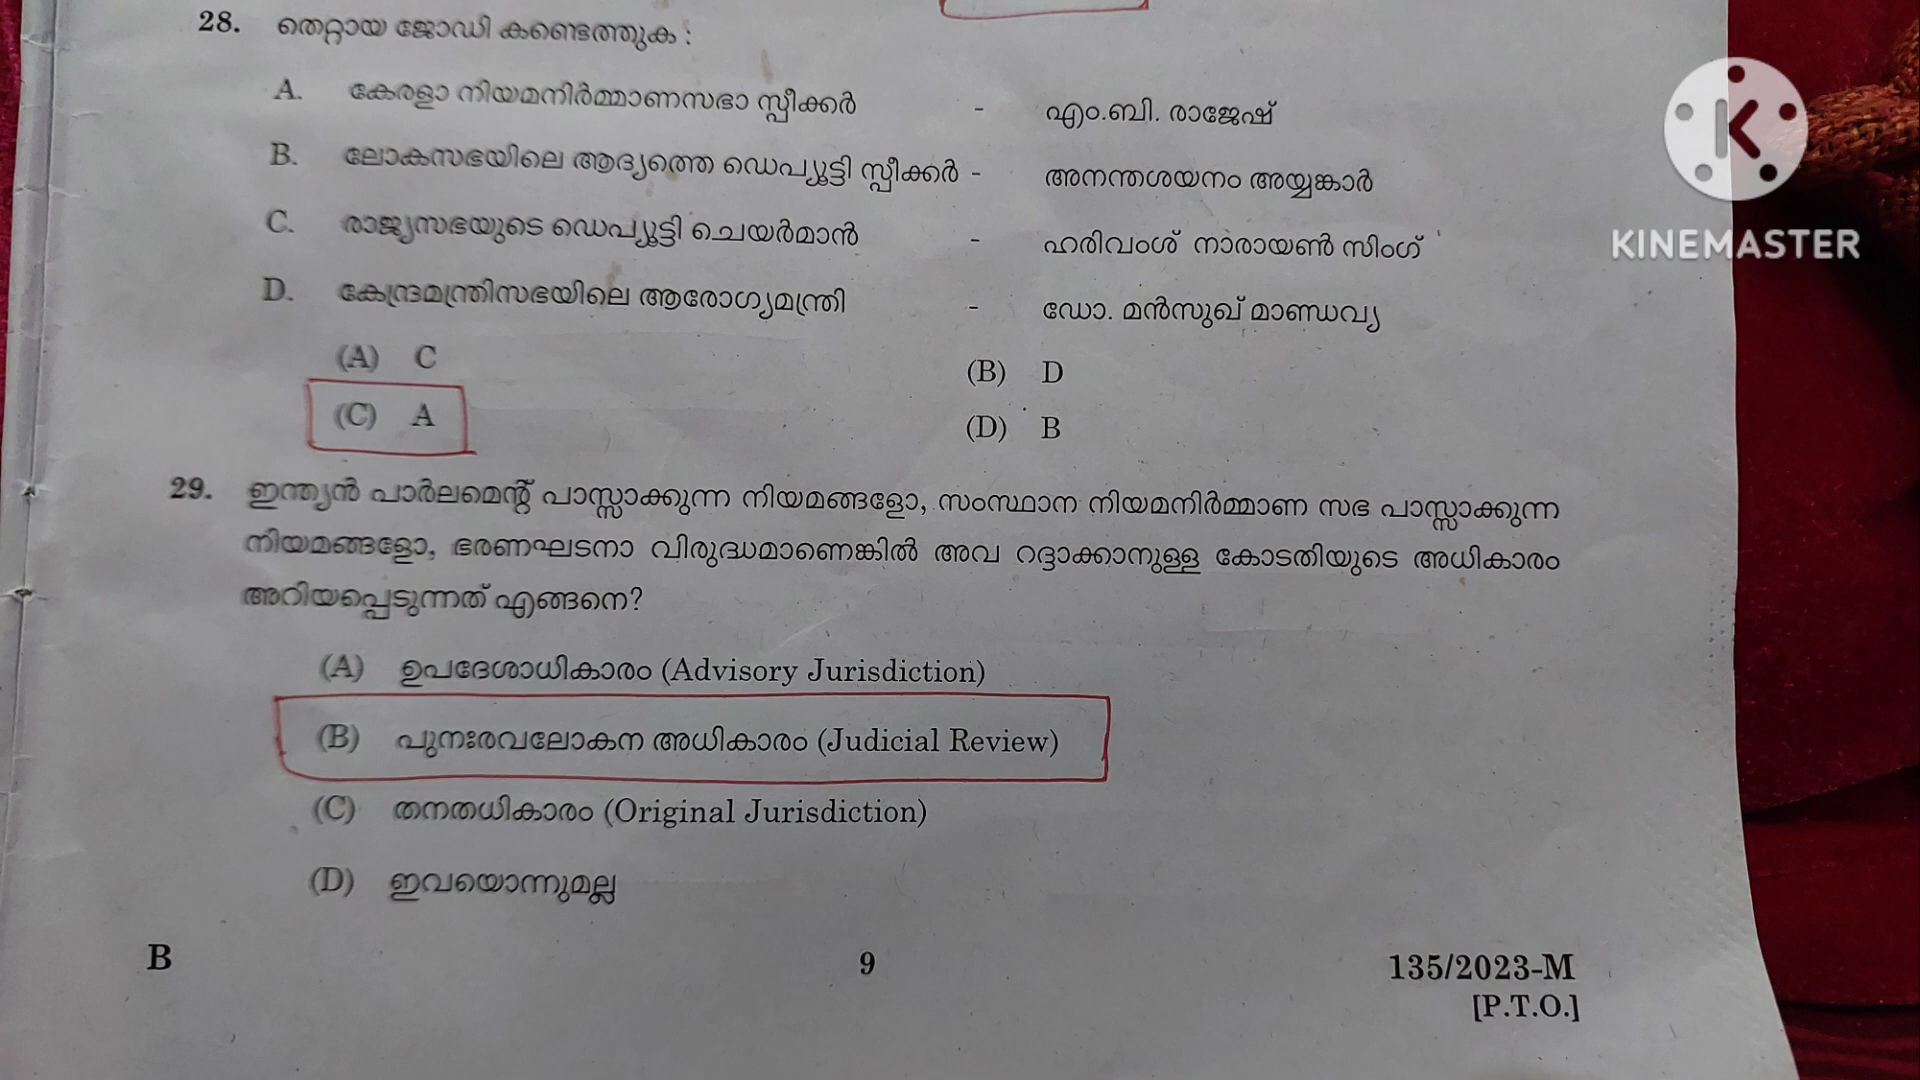 28. തെറ്റായ ജോഡി കണ്ടെത്തുക :
A. കേരളാ നിയമനിർമ്മാണസഭാ സ്പീക്കർ - എം.ബി. രാജേഷ്
B. ലോകസഭയിലെ ആദ്യത്തെ ഡെപ്യൂട്ടി സ്പീക്കർ - അനന്തശയനം അയ്യങ്കാർ
C. രാജ്യസഭയുടെ ഡെപ്യൂട്ടി ചെയർമാൻ - ഹരിവംശ് നാരായൺ സിംഗ്
D. കേന്ദ്രമന്ത്രിസഭയിലെ ആരോഗ്യമന്ത്രി - ഡോ. മൻസുഖ് മാണ്ഡവ്യ
(A) C (B) D
(C) A (D) B
29. ഇന്ത്യൻ പാർലമെന്റ് പാസ്സാക്കുന്ന നിയമങ്ങളോ, സംസ്ഥാന നിയമനിർമ്മാണ സഭ പാസ്സാക്കുന്ന
നിയമങ്ങളോ, ഭരണഘടനാ വിരുദ്ധമാണെങ്കിൽ അവ റദ്ദാക്കാനുള്ള കോടതിയുടെ അധികാരം
അറിയപ്പെടുന്നത് എങ്ങനെ?
(A) ഉപദേശാധികാരം (Advisory Jurisdiction)
(B) പുനഃരവലോകന അധികാരം (Judicial Review)
(C) തനതധികാരം (Original Jurisdiction)
(D) ഇവയൊന്നുമല്ല
B 9 135/2023-M
[P.T.O.]
KINEMASTER